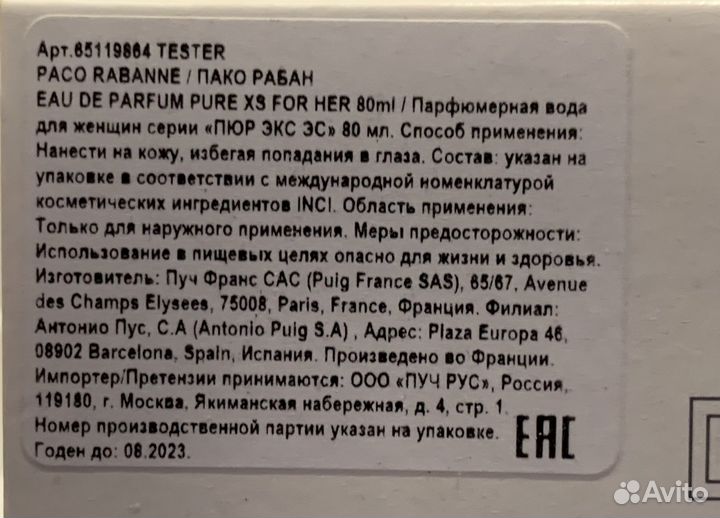 Арт.65119864 TESTER
PACO RABANNE / ПАКО РАБАН
EAU DE PARFUM PURE XS FOR HER 80ml / Парфюмерная вода
для женщин серии «ПЮР ЭКС ЭС» 80 мл. Способ применения:
Нанести на кожу, избегая попадания в глаза. Состав: указан на
упаковке в соответствии с международной номенклатурой
косметических ингредиентов INCI. Область применения:
Только для наружного применения. Меры предосторожности:
Использование в пищевых целях опасно для жизни и здоровья.
Изготовитель: Пуч Франс САС (Puig France SAS), 65/67, Avenue
des Champs Elysees, 75008, Paris, France, Франция. Филиал:
Антонио Пус, С.А (Antonio Puig S.A) , Адрес: Plaza Europa 46,
08902 Barcelona, Spain, Испания. Произведено во Франции.
Импортер/Претензии принимаются: ООО «ПУЧ РУС», Россия,
119180, г. Москва, Якиманская набережная, д. 4, стр. 1.
Номер производственной партии указан на упаковке.
Годен до: 08.2023.
EAC
Avito